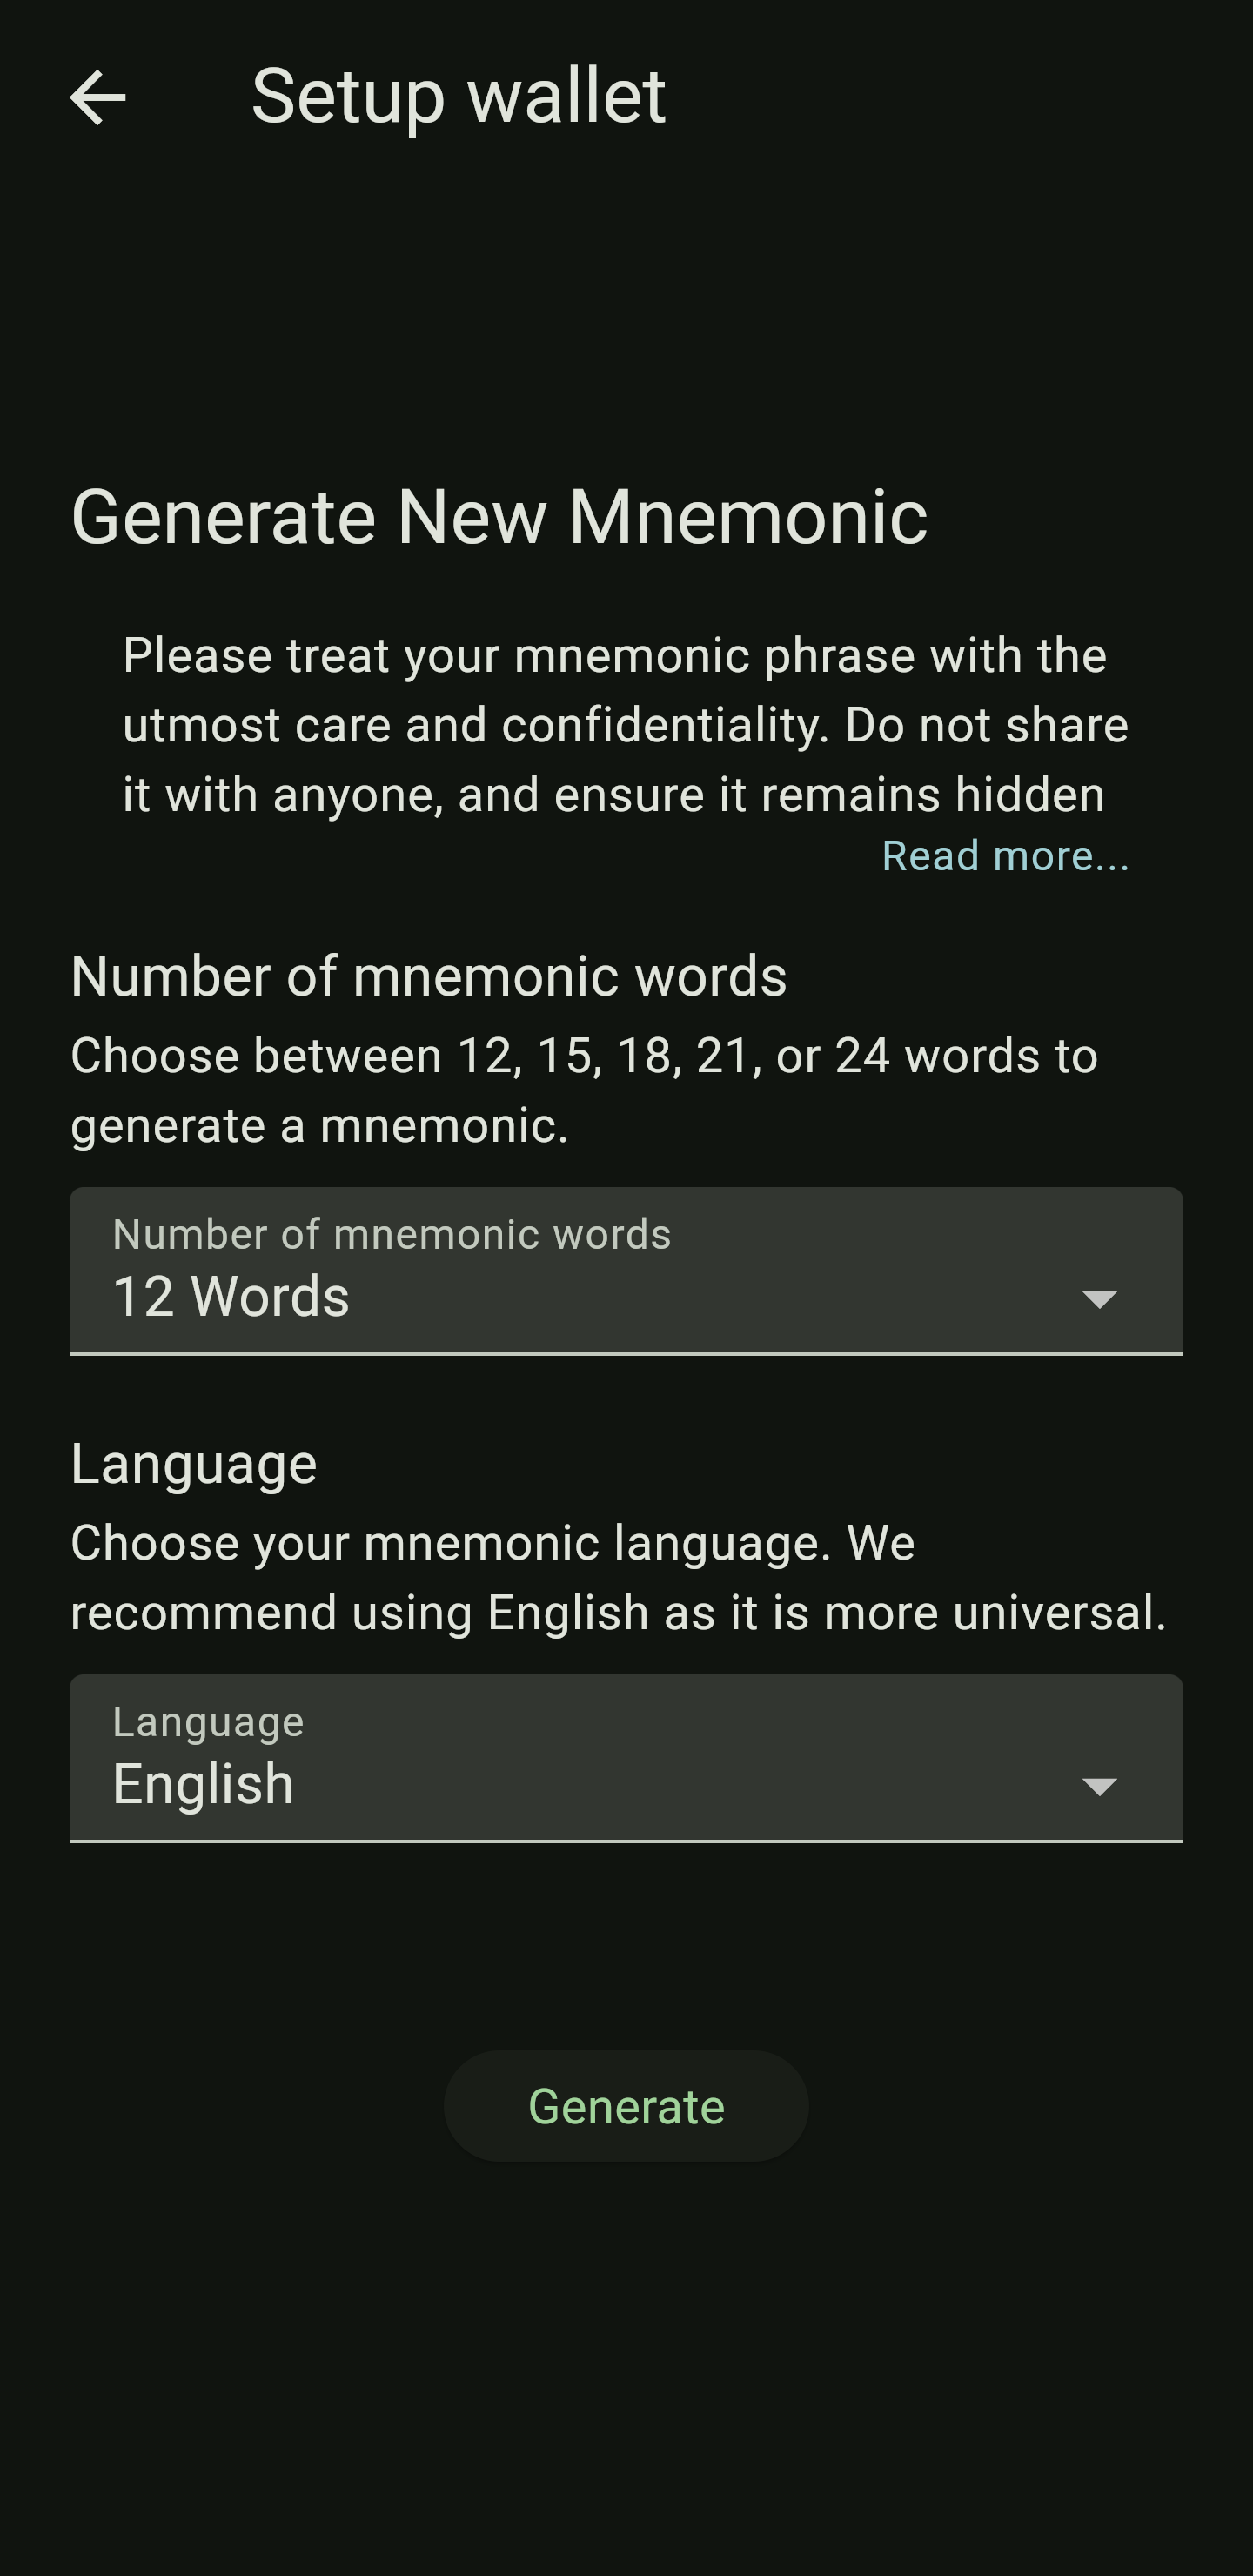 Setup wallet
Generate New Mnemonic
Please treat your mnemonic phrase with the
utmost care and confidentiality. Do not share
it with anyone, and ensure it remains hidden
Read more...
Number of mnemonic words
Choose between 12, 15, 18, 21, or 24 words to
generate a mnemonic.
Number of mnemonic words
12 Words
Language
Choose your mnemonic language. We
recommend using English as it is more universal.
Language
English
Generate